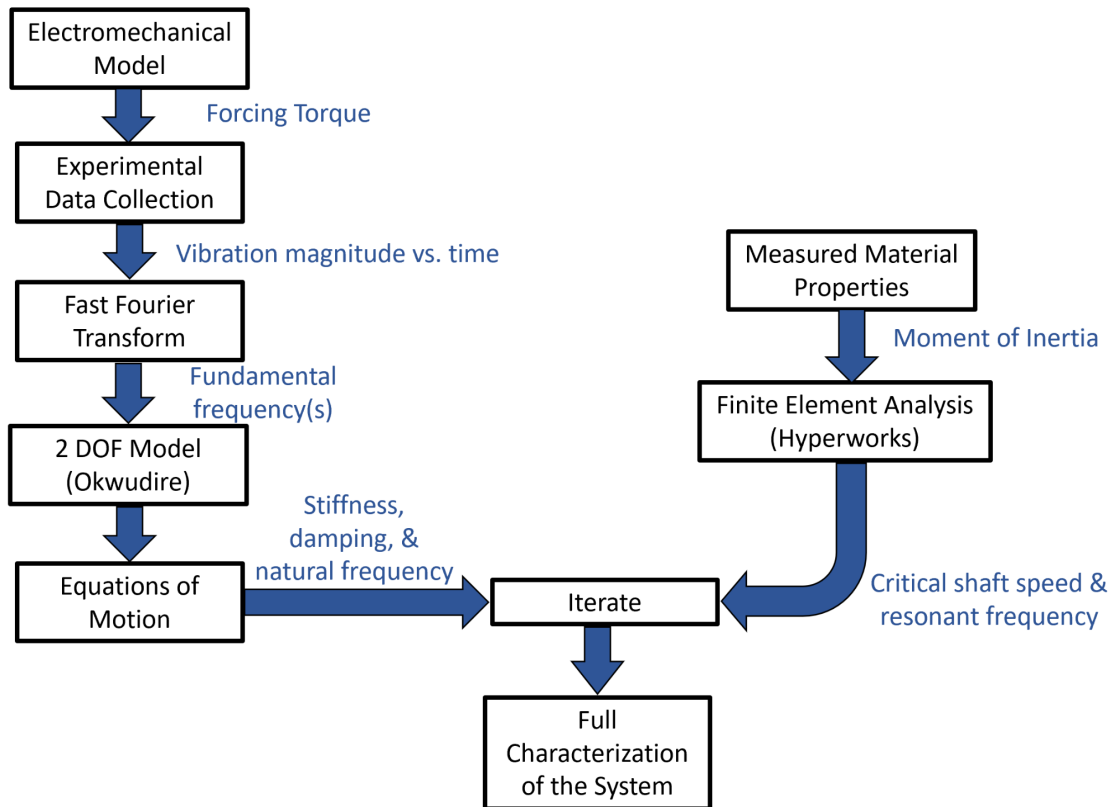 Electromechanical
Model
Forcing Torque
Experimental
Data Collection
Vibration magnitude vs. time
Fast Fourier
Transform
Fundamental
frequency(s)
2 DOF Model
(Okwudire)
Equations of
Motion
Stiffness,
damping, &
natural frequency
Measured Material
Properties
Moment of Inertia
Finite Element Analysis
(Hyperworks)
Critical shaft speed &
resonant frequency
Iterate
Full
Characterization
of the System